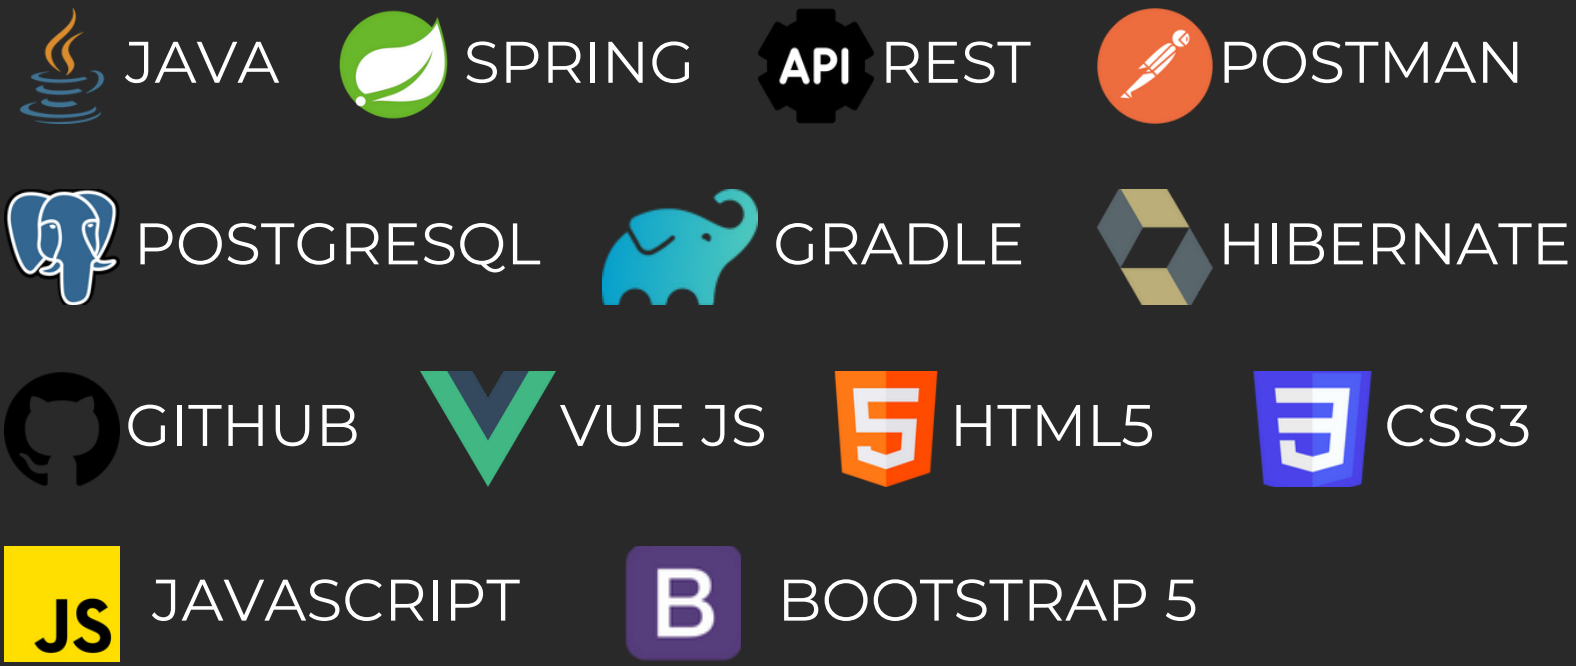 JAVA SPRING API REST POSTMAN
POSTGRESQL GRADLE HIBERNATE
GITHUB VUE JS 5 HTML5 3 CSS3
JS JAVASCRIPT B BOOTSTRAP 5